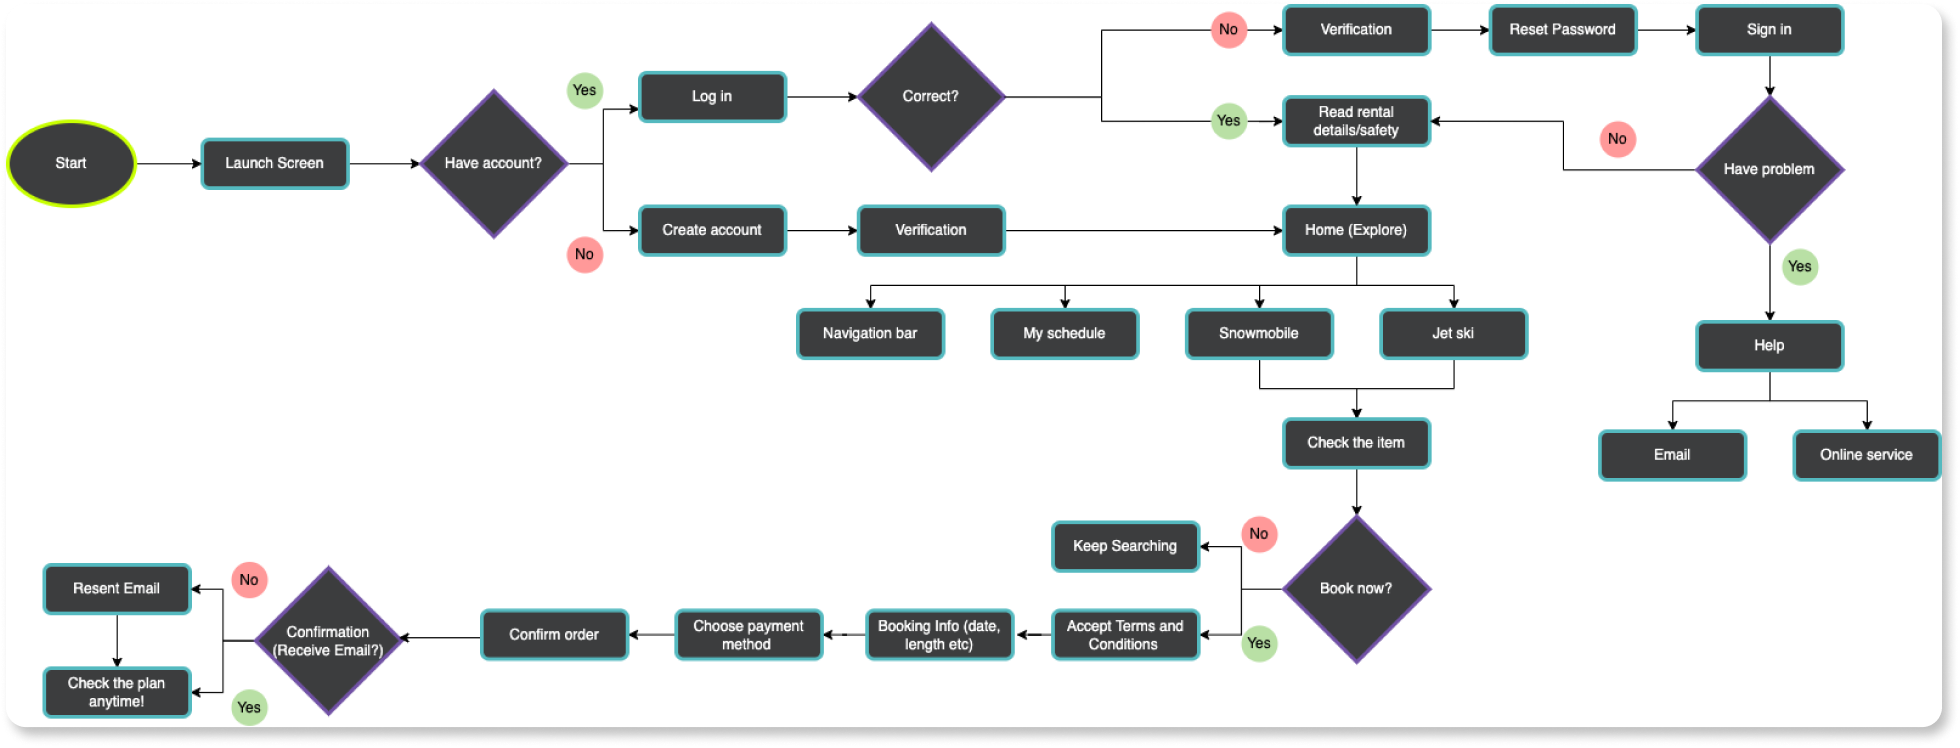 No
Verification
Reset Password
Sign in
Yes
Log in
Correct?
Yes
Read rental
details/safety
No
Start
Launch Screen
Have account?
Have problem
No
Create account
Verification
Home (Explore)
Yes
Navigation bar
My schedule
Snowmobile
Jet ski
Help
Check the item
Email
Online service
No
Keep Searching
Book now?
Yes
Accept Terms and
Conditions
Booking Info (date,
length etc)
Choose payment
method
Confirm order
Confirmation
(Receive Email?)
No
Resent Email
Yes
Check the plan
anytime!